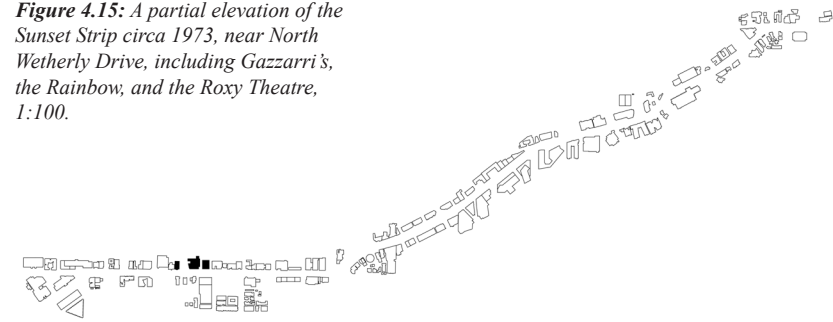 Figure 4.15: A partial elevation of the
Sunset Strip circa 1973, near North
Wetherly Drive, including Gazzarri's,
the Rainbow, and the Roxy Theatre,
1:100.